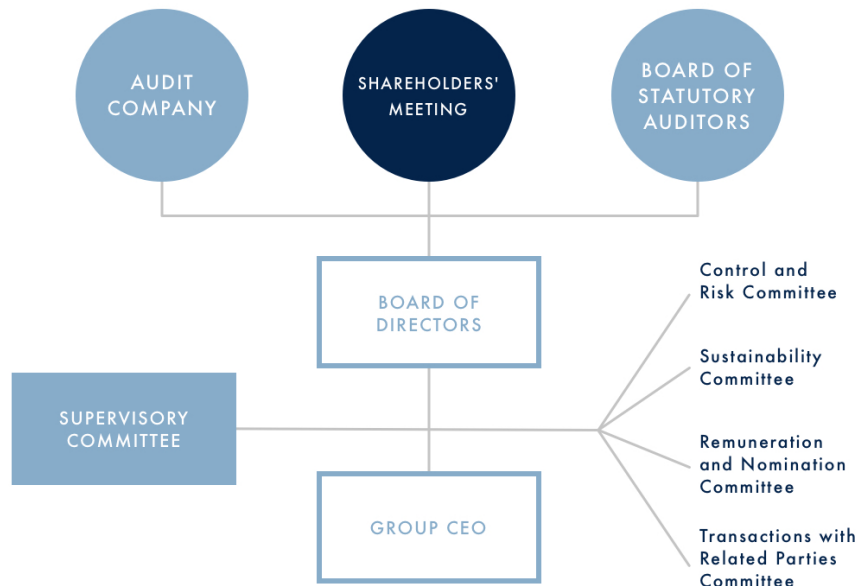 AUDIT
COMPANY
SHAREHOLDERS'
MEETING
BOARD OF
STATUTORY
AUDITORS
BOARD OF
DIRECTORS
Control and
Risk Committee
Sustainability
Committee
SUPERVISORY
COMMITTEE
Remuneration
and Nomination
Committee
GROUP CEO
Transactions with
Related Parties
Committee